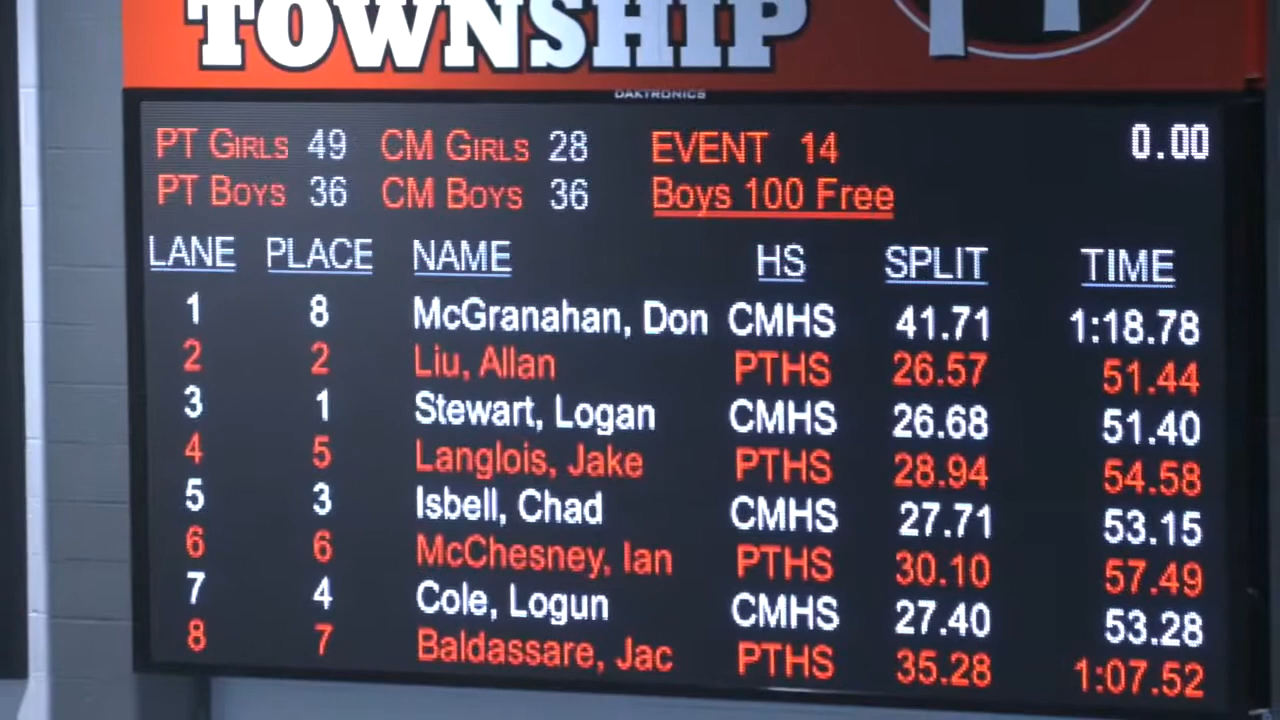 TOWNSHIP
DAKTRONICS
PT GIRLS 49 CM GIRLS 28 EVENT 14 0.00
PT BOYS 36 CM BOYS 36 Boys 100 Free
LANE PLACE NAME HS SPLIT TIME
1 8 McGranahan, Don CMHS 41.71 1:18.78
2 2 Liu, Allan PTHS 26.57 51.44
3 1 Stewart, Logan CMHS 26.68 51.40
4 5 Langlois, Jake PTHS 28.94 54.58
5 3 Isbell, Chad CMHS 27.71 53.15
6 6 McChesney, Ian PTHS 30.10 57.49
7 4 Cole, Logun CMHS 27.40 53.28
8 7 Baldassare, Jac PTHS 35.28 1:07.52